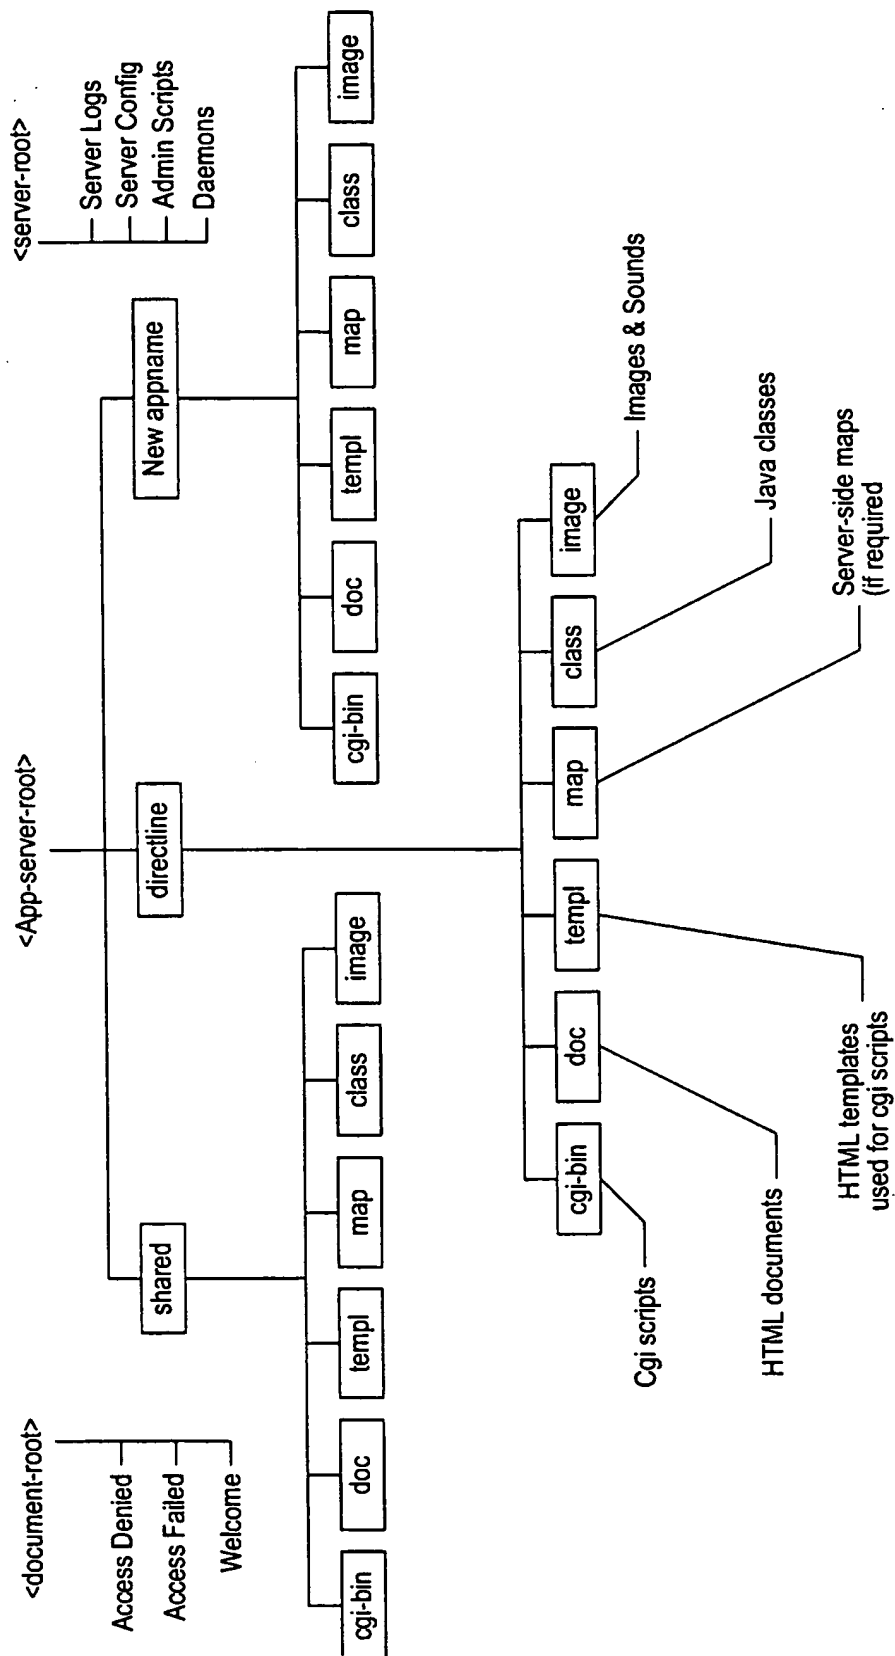 <document-root>
Access Denied
Access Failed
Welcome
<App-server-root>
shared
directline
New appname
<server-root>
Server Logs
Server Config
Admin Scripts
Daemons
cgi-bin
doc
templ
map
class
image
cgi-bin
doc
templ
map
class
image
cgi-bin
doc
templ
map
class
image
Cgi scripts
HTML documents
HTML templates
used for cgi scripts
Server-side maps
(if required
Java classes
Images & Sounds